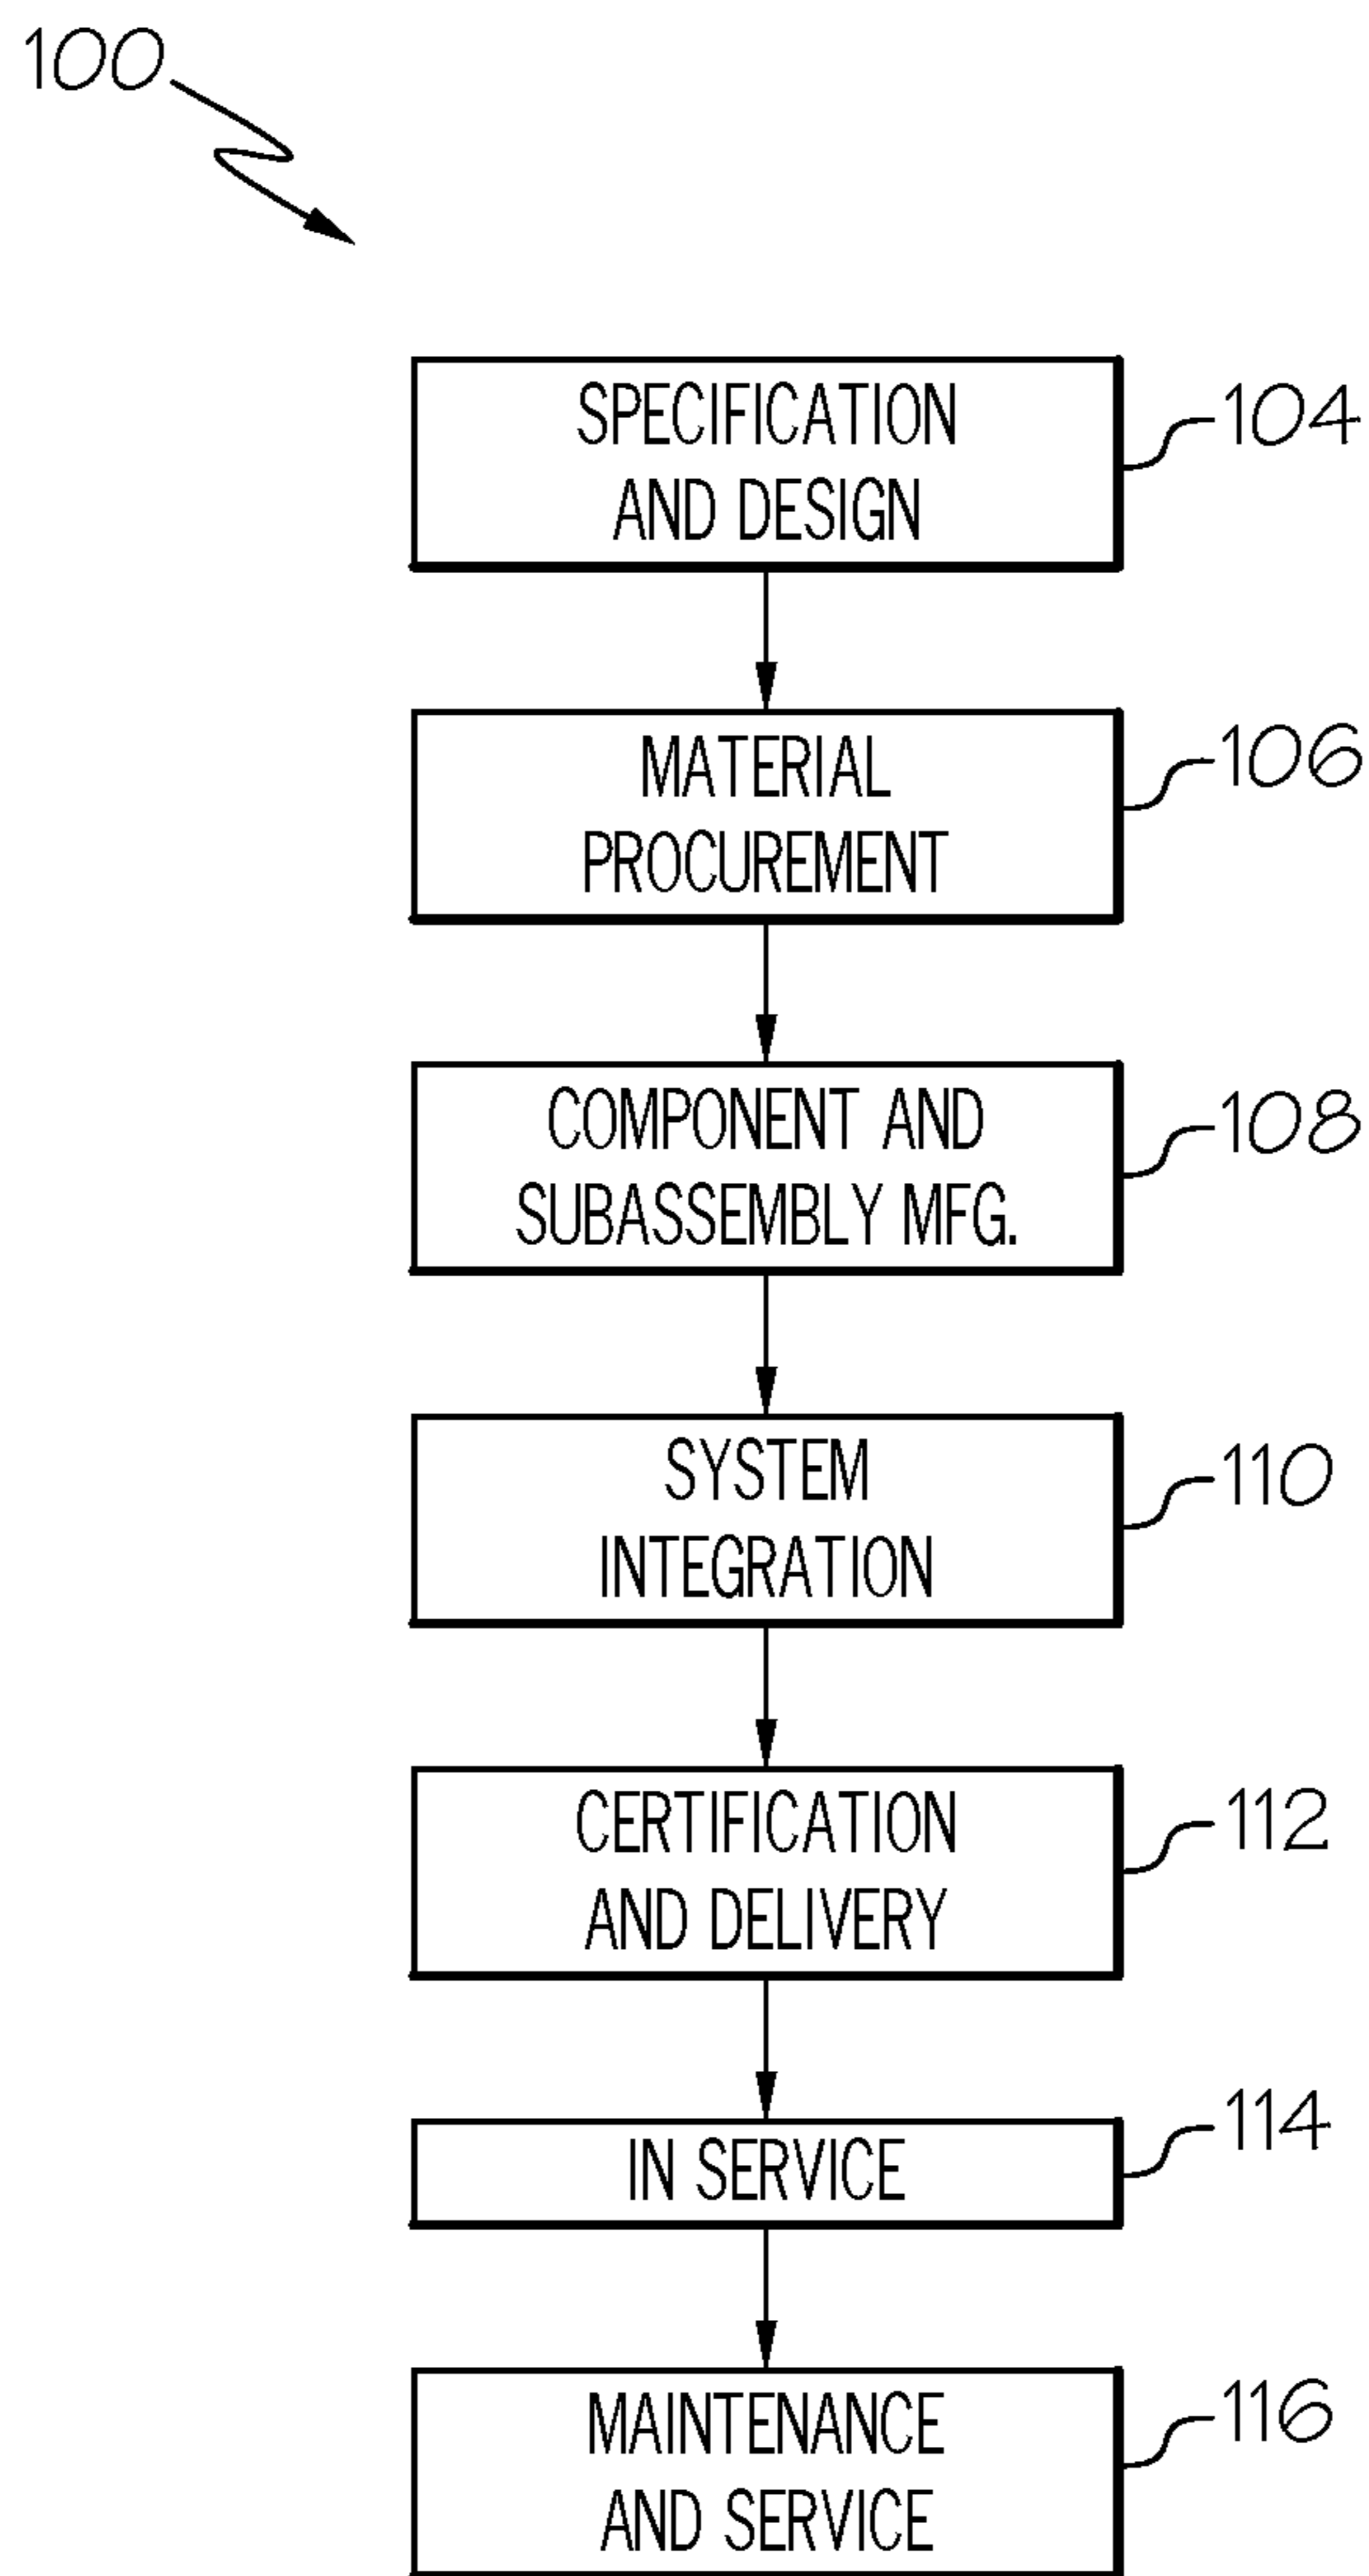 100
SPECIFICATION
AND DESIGN
104
MATERIAL
PROCUREMENT
106
COMPONENT AND
SUBASSEMBLY MFG.
108
SYSTEM
INTEGRATION
110
CERTIFICATION
AND DELIVERY
112
IN SERVICE
114
MAINTENANCE
AND SERVICE
116